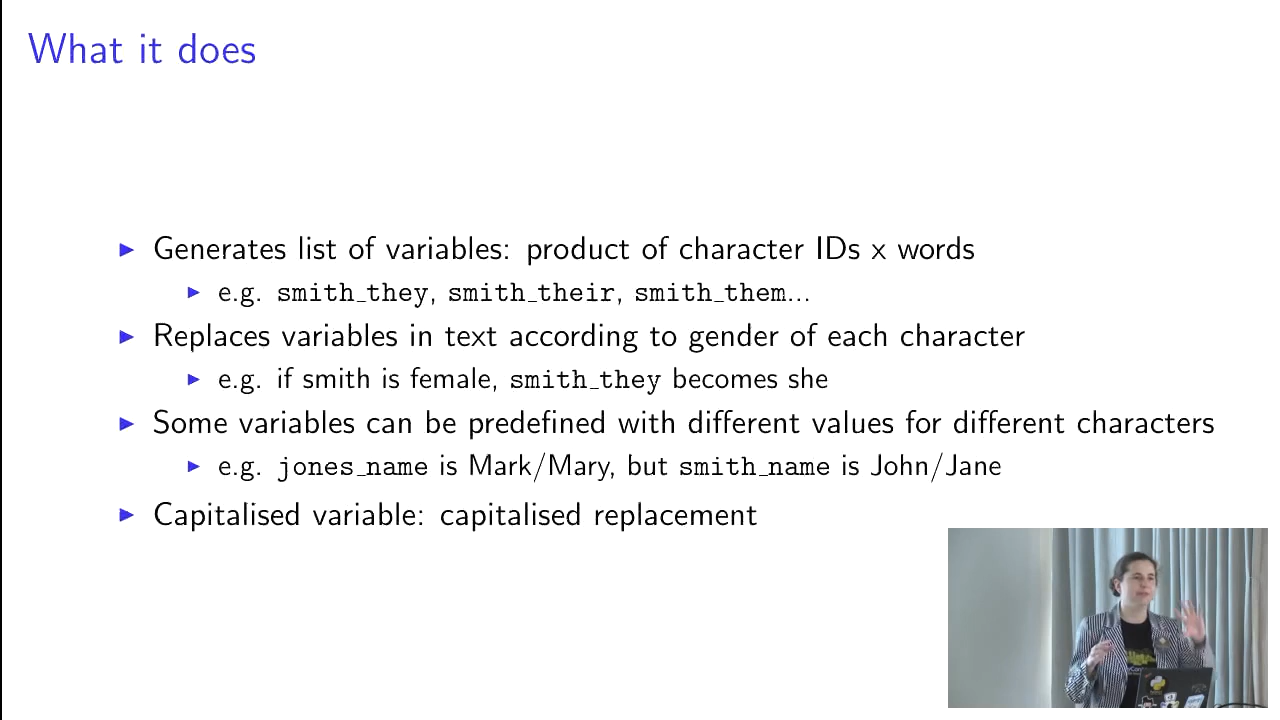 What it does
▶ Generates list of variables: product of character IDs x words
▶ e.g. smith_they, smith_their, smith_them...
▶ Replaces variables in text according to gender of each character
▶ e.g. if smith is female, smith_they becomes she
▶ Some variables can be predefined with different values for different characters
▶ e.g. jones_name is Mark/Mary, but smith_name is John/Jane
▶ Capitalised variable: capitalised replacement